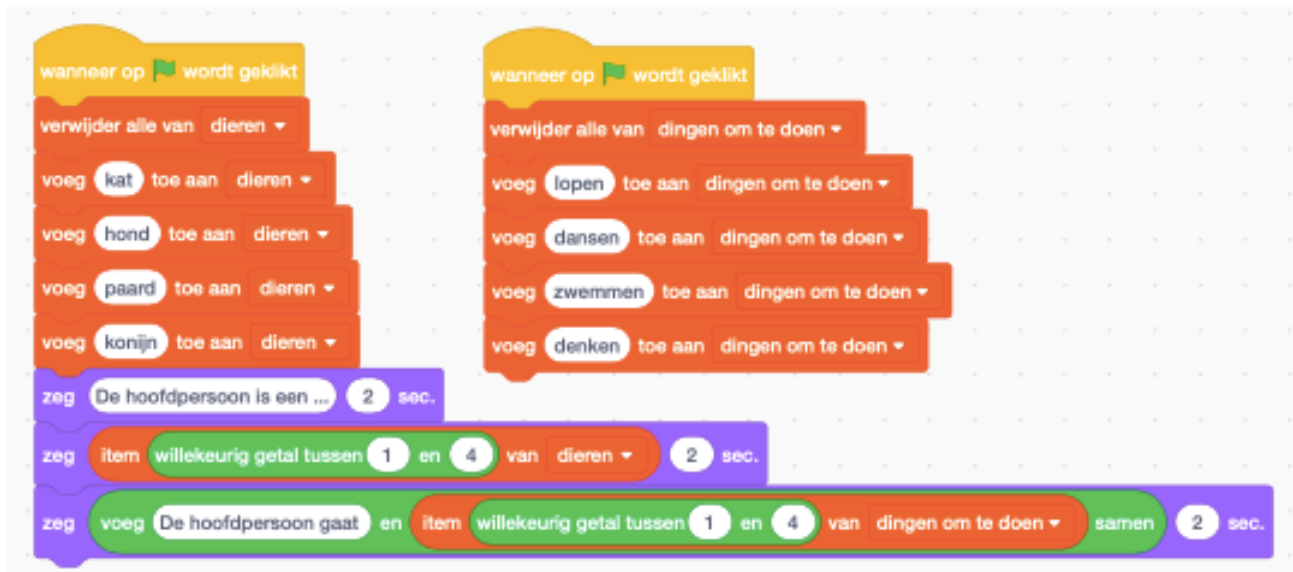 wanneer op wordt geklikt
verwijder alle van dieren
voeg kat toe aan dieren
voeg hond toe aan dieren
voeg paard toe aan dieren
voeg konijn toe aan dieren
zeg De hoofdpersoon is een ... 2 sec.
zeg item willekeurig getal tussen 1 en 4 van dieren 2 sec.
zeg voeg De hoofdpersoon gaat en item willekeurig getal tussen 1 en 4 van dingen om te doen samen 2 sec.
wanneer op wordt geklikt
verwijder alle van dingen om te doen
voeg lopen toe aan dingen om te doen
voeg dansen toe aan dingen om te doen
voeg zwemmen toe aan dingen om te doen
voeg denken toe aan dingen om te doen